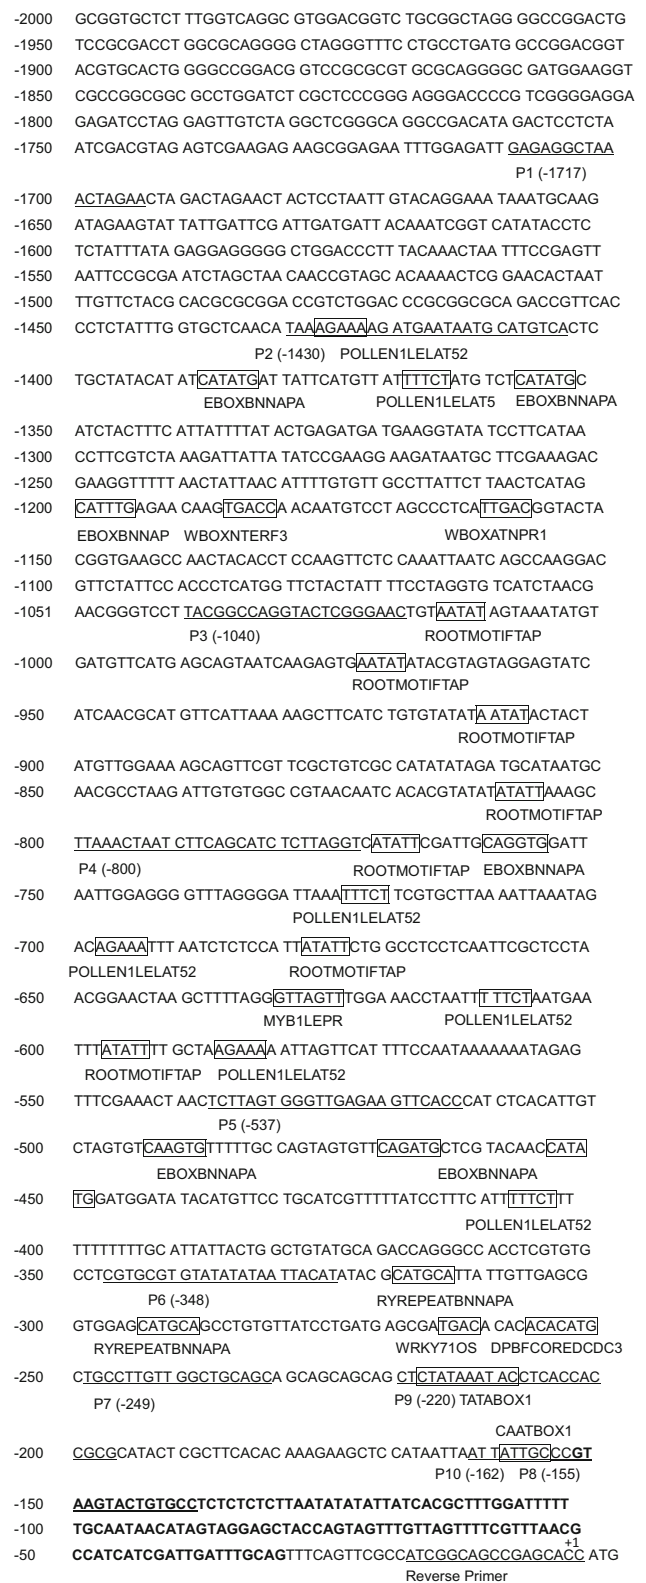 -2000 GCGGTGCTCT TTGGTCAGGC GTGGACGGTC TGCGGCTAGG GGCCGGACTG
-1950 TCCGCGACCT GGCGCAGGGG CTAGGGTTTC CTGCCTGATG GCCGGACGGT
-1900 ACGTGCACTG GGGCCGGACG GTCCGCGCGT GCGCAGGGGC GATGGAAGGT
-1850 CGCCGGCGGC GCCTGGATCT CGCTCCCGGG AGGGACCCCG TCGGGGAGGA
-1800 GAGATCCTAG GAGTTGTCTA GGCTCGGGCA GGCCGACATA GACTCCTCTA
-1750 ATCGACGTAG AGTCGAAGAG AAGCGGAGAA TTTGGAGATT GAGAGGCTAA
P1 (-1717)
-1700 ACTAGAACTA GACTAGAACT ACTCCTAATT GTACAGGAAA TAAATGCAAG
-1650 ATAGAAGTAT TATTGATTCG ATTGATGATT ACAAATCGGT CATATACCTC
-1600 TCTATTTATA GAGGAGGGGG CTGGACCCTT TACAAACTAA TTTCCGAGTT
-1550 AATTCCGCGA ATCTAGCTAA CAACCGTAGC ACAAAACTCG GAACACTAAT
-1500 TTGTTCTACG CACGCGCGGA CCGTCTGGAC CCGCGGCGCA GACCGTTCAC
-1450 CCTCTATTTG GTGCTCAACA TAAAGAAAAG ATGAATAATG CATGTCACTC
P2 (-1430) POLLEN1LELAT52
-1400 TGCTATACAT ATCATATGAT TATTCATGTT ATTTTCTATG TCTCATATGC
EBOXBNNAPA POLLEN1LELAT5 EBOXBNNAPA
-1350 ATCTACTTTC ATTATTTTAT ACTGAGATGA TGAAGGTATA TCCTTCATAA
-1300 CCTTCGTCTA AAGATTATTA TATCCGAAGG AAGATAATGC TTCGAAAGAC
-1250 GAAGGTTTTT AACTATTAAC ATTTTGTGTT GCCTTATTCT TAACTCATAG
-1200 CATTTGAGAA CAAGTGACCA ACAATGTCCT AGCCCTCATTGACGGTACTA
EBOXBNNAP WBOXNTERF3 WBOXATNPR1
-1150 CGGTGAAGCC AACTACACCT CCAAGTTCTC CAAATTAATC AGCCAAGGAC
-1100 GTTCTATTCC ACCCTCATGG TTCTACTATT TTCCTAGGTG TCATCTAACG
-1051 AACGGGTCCT TACGGCCAGGTACTCGGGAACTGTAATAT AGTAAATATGT
P3 (-1040) ROOTMOTIFTAP
-1000 GATGTTCATG AGCAGTAATCAAGAGTGAATATATACGTAGTAGGAGTATC
ROOTMOTIFTAP
-950 ATCAACGCAT GTTCATTAAA AAGCTTCATC TGTGTATATA ATATACTACT
ROOTMOTIFTAP
-900 ATGTTGGAAA AGCAGTTCGT TCGCTGTCGC CATATATAGA TGCATAATGC
-850 AACGCCTAAG ATTGTGTGGC CGTAACAATC ACACGTATATATATTAAAGC
ROOTMOTIFTAP
-800 TTAAACTAAT CTTCAGCATC TCTTAGGTCATATTCGATTGCAGGTGGATT
P4 (-800) ROOTMOTIFTAP EBOXBNNAPA
-750 AATTGGAGGG GTTTAGGGGA TTAAATTTCT TCGTGCTTAA AATTAAATAG
POLLEN1LELAT52
-700 ACAGAAATTT AATCTCTCCA TTATATTCTG GCCTCCTCAATTCGCTCCTA
POLLEN1LELAT52 ROOTMOTIFTAP
-650 ACGGAACTAA GCTTTTAGGGTTAGTTTGGA AACCTAATTT TTCTAATGAA
MYB1LEPR POLLEN1LELAT52
-600 TTTATATTTT GCTAAGAAAA ATTAGTTCAT TTTCCAATAAAAAAATAGAG
ROOTMOTIFTAP POLLEN1LELAT52
-550 TTTCGAAACT AACTCTTAGT GGGTTGAGAA GTTCACCCAT CTCACATTGT
P5 (-537)
-500 CTAGTGTCAAGTGTTTTTGC CAGTAGTGTTCAGATGCTCG TACAACCATA
EBOXBNNAPA EBOXBNNAPA
-450 TGGATGGATA TACATGTTCC TGCATCGTTTTTATCCTTTC ATTTTTCTTT
POLLEN1LELAT52
-400 TTTTTTTTGC ATTATTACTG GCTGTATGCA GACCAGGGCC ACCTCGTGTG
-350 CCTCGTGCGT GTATATATAA TTACATATAC GCATGCATTA TTGTTGAGCG
P6 (-348) RYREPEATBNNAPA
-300 GTGGAGCATGCAGCCTGTGTTATCCTGATG AGCGATGACA CACACACATG
RYREPEATBNNAPA WRKY71OS DPBFCOREDCDC3
-250 CTGCCTTGTT GGCTGCAGCA GCAGCAGCAG CTCTATAAAT ACCTCACCAC
P7 (-249) P9 (-220) TATABOX1
CAATBOX1
-200 CGCGCATACT CGCTTCACAC AAAGAAGCTC CATAATTAAT TATTGCCCGT
P10 (-162) P8 (-155)
-150 AAGTACTGTGCCTCTCTCTCTTAATATATATTATCACGCTTTGGATTTTT
-100 TGCAATAACATAGTAGGAGCTACCAGTAGTTTGTTAGTTTTCGTTTAACG
+1
-50 CCATCATCGATTGATTTGCAGTTTCAGTTCGCCATCGGCAGCCGAGCACC ATG
Reverse Primer